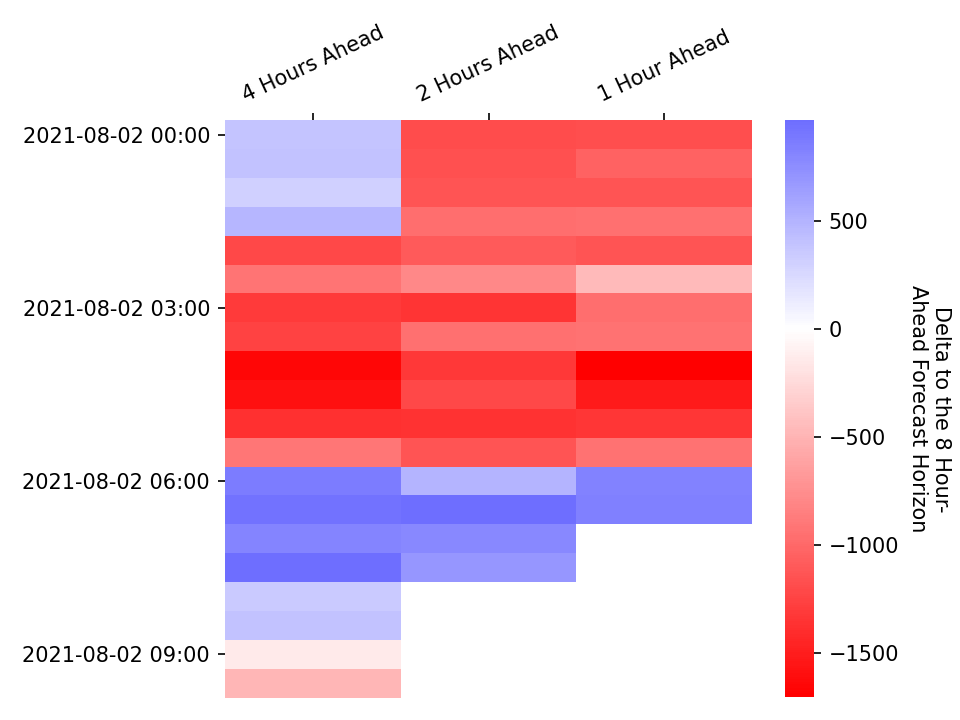 4 Hours Ahead
2 Hours Ahead
1 Hour Ahead
2021-08-02 00:00
2021-08-02 03:00
2021-08-02 06:00
2021-08-02 09:00
500
0
−500
−1000
−1500
Delta to the 8 Hour-
Ahead Forecast Horizon